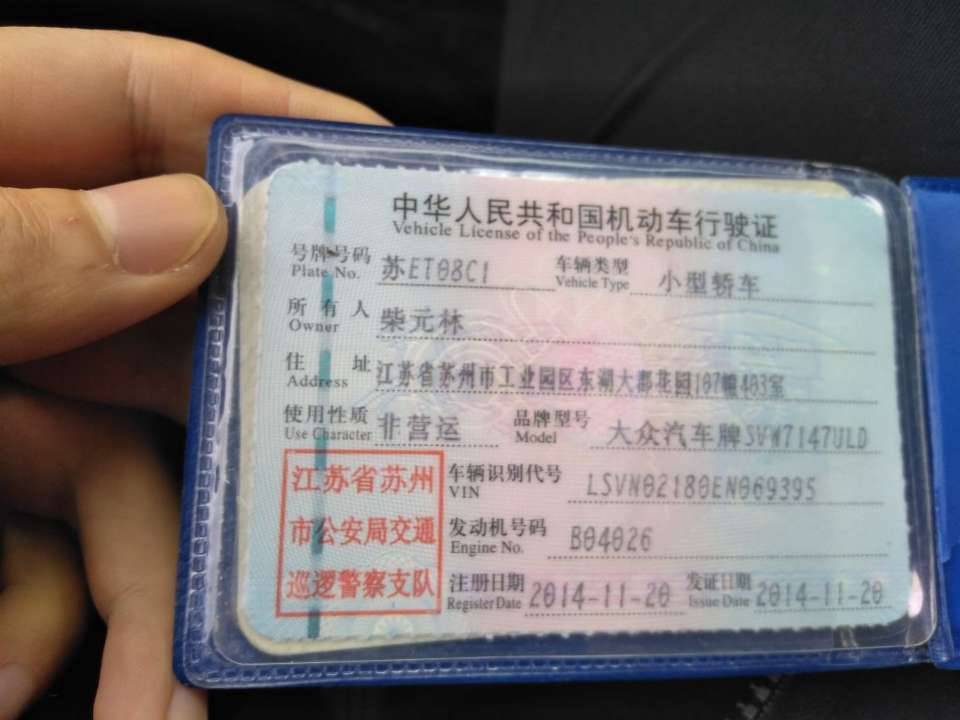 中华人民共和国机动车行驶证
Vehicle License of the People's Republic of China
号牌号码 苏ET08C1 车辆类型 小型轿车
Plate No. Vehicle Type
所有人 柴元林
Owner
住址 江苏省苏州市工业园区东湖大郡花园107幢403室
Address
使用性质 非营运 品牌型号 大众汽车牌SVW7147ULD
Use Character Model
江苏省苏州
市公安局交通
巡逻警察支队
车辆识别代号 LSVN02180EN069395
VIN
发动机号码 B04026
Engine No.
注册日期 2014-11-20 发证日期 2014-11-20
Register Date Issue Date